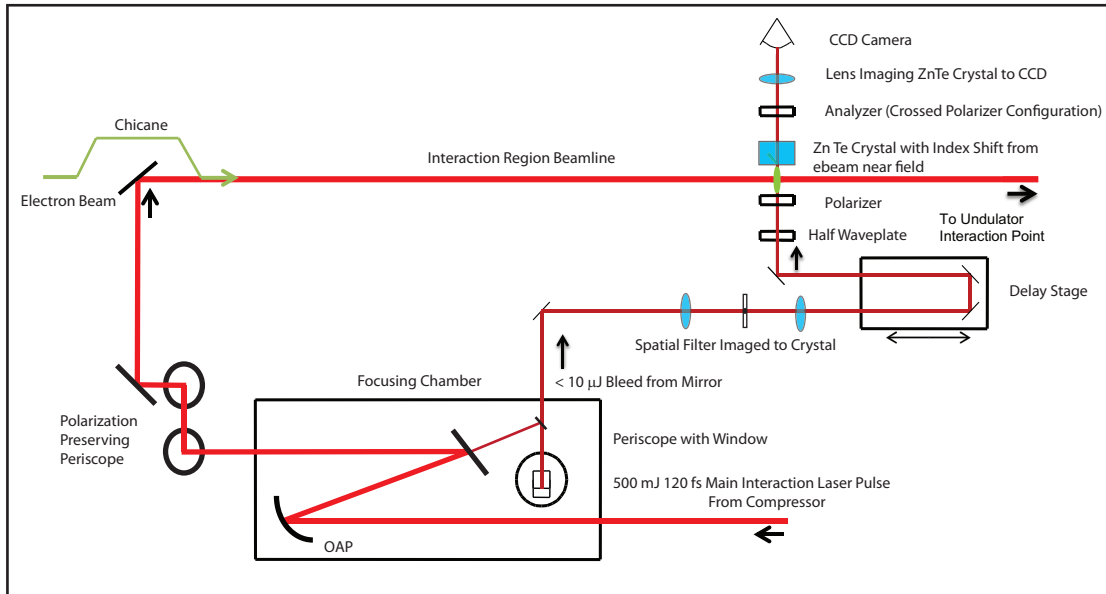 CCD Camera
Lens Imaging ZnTe Crystal to CCD
Analyzer (Crossed Polarizer Configuration)
Chicane
Zn Te Crystal with Index Shift from
ebeam near field
Interaction Region Beamline
Electron Beam
Polarizer
To Undulator
Interaction Point
Half Waveplate
Delay Stage
Spatial Filter Imaged to Crystal
Focusing Chamber
< 10 μJ Bleed from Mirror
Polarization
Preserving
Periscope
Periscope with Window
500 mJ 120 fs Main Interaction Laser Pulse
From Compressor
OAP